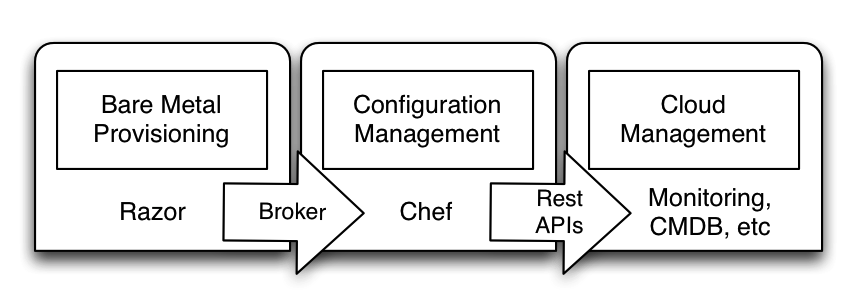 Bare Metal
Provisioning
Configuration
Management
Cloud
Management
Razor
Broker
Chef
Rest
APIs
Monitoring,
CMDB, etc